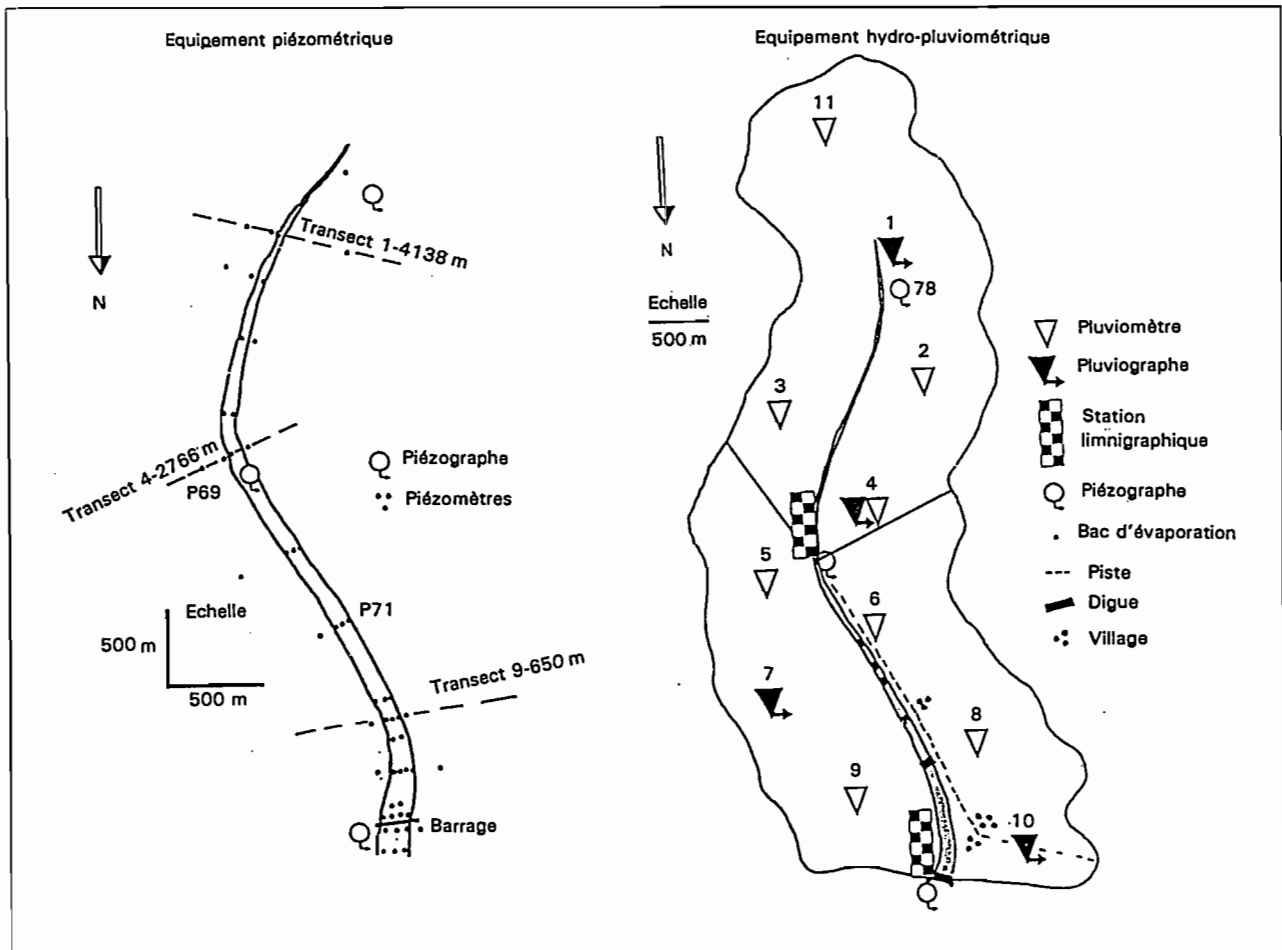 Equipement piézométrique
N
Transect 1-4138 m
Transect 4-2766 m
P69
Piézographe
Piézomètres
P71
Echelle
500 m
500 m
Transect 9-650 m
Barrage
Equipement hydro-pluviométrique
11
N
1
78
Echelle
500 m
2
3
4
5
6
7
8
9
10
Pluviomètre
Pluviographe
Station
limnigraphique
Piézographe
Bac d'évaporation
Piste
Digue
Village